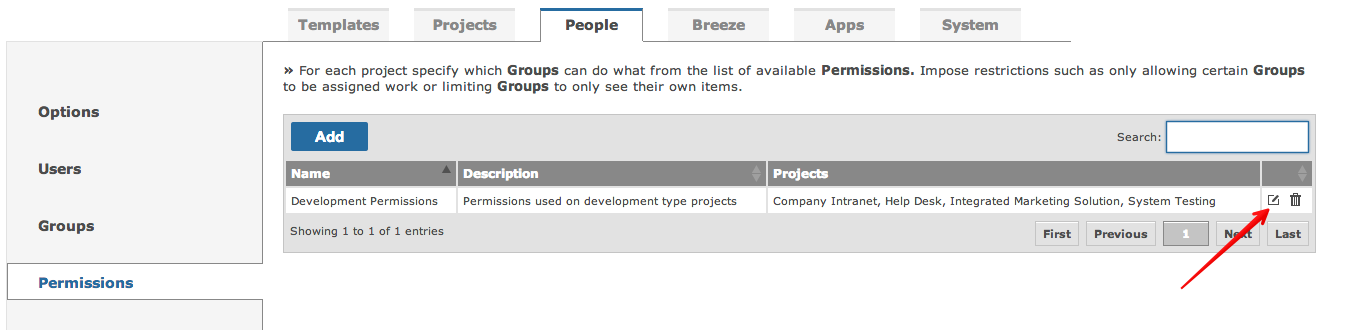 Templates Projects People Breeze Apps System
» For each project specify which Groups can do what from the list of available Permissions. Impose restrictions such as only allowing certain Groups
to be assigned work or limiting Groups to only see their own items.
Options
Users
Groups
Permissions
Add Search:
Name Description Projects
Development Permissions Permissions used on development type projects Company Intranet, Help Desk, Integrated Marketing Solution, System Testing
Showing 1 to 1 of 1 entries First Previous 1 Next Last